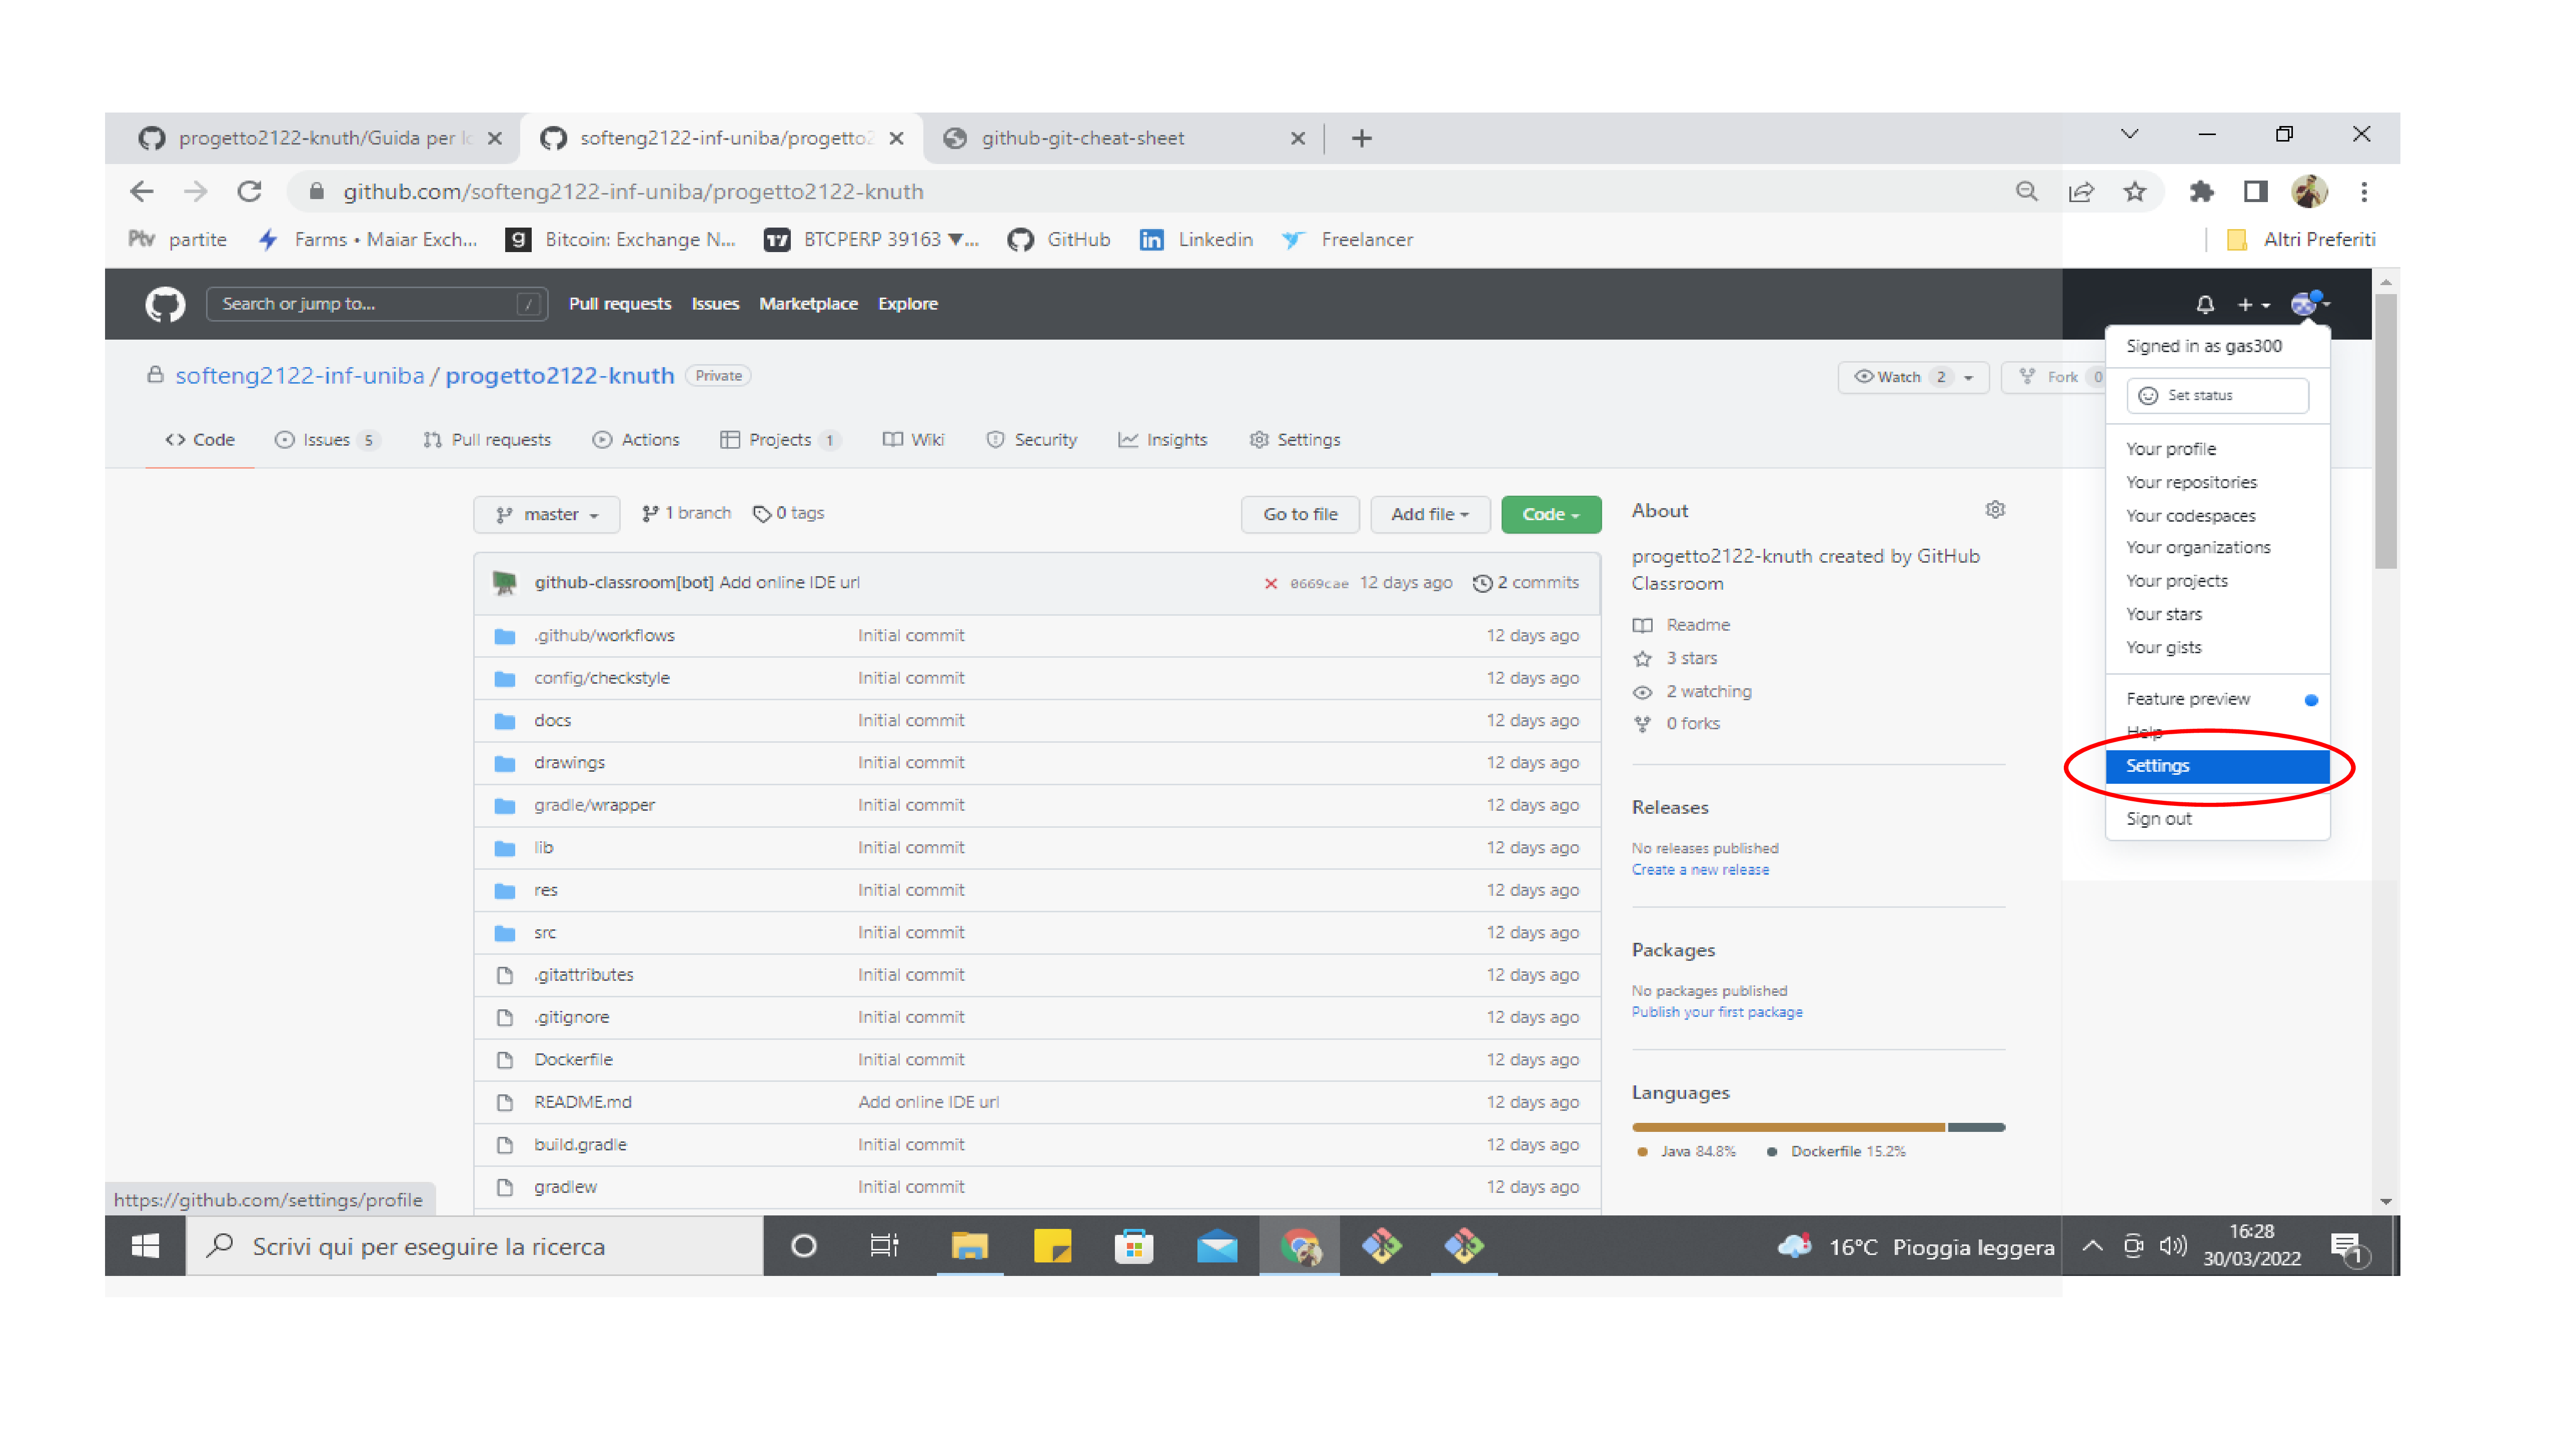 progetto2122-knuth/Guida per lo
softeng2122-inf-uniba/progetto2
github-git-cheat-sheet
github.com/softeng2122-inf-uniba/progetto2122-knuth
Ptv partite
Farms • Maiar Exch...
Bitcoin: Exchange N...
BTCPERP 39163 ▼...
GitHub
Linkedin
Freelancer
Altri Preferiti
Search or jump to... /
Pull requests Issues Marketplace Explore
Signed in as gas300
softeng2122-inf-uniba / progetto2122-knuth Private
Watch 2
Fork 0
Set status
Code
Issues 5
Pull requests
Actions
Projects 1
Wiki
Security
Insights
Settings
Your profile
Your repositories
Your codespaces
Your organizations
Your projects
Your stars
Your gists
Feature preview
Help
Settings
Sign out
master
1 branch
0 tags
Go to file
Add file
Code
github-classroom[bot] Add online IDE url 0669cae 12 days ago 2 commits
.github/workflows Initial commit 12 days ago
config/checkstyle Initial commit 12 days ago
docs Initial commit 12 days ago
drawings Initial commit 12 days ago
gradle/wrapper Initial commit 12 days ago
lib Initial commit 12 days ago
res Initial commit 12 days ago
src Initial commit 12 days ago
.gitattributes Initial commit 12 days ago
.gitignore Initial commit 12 days ago
Dockerfile Initial commit 12 days ago
README.md Add online IDE url 12 days ago
build.gradle Initial commit 12 days ago
gradlew Initial commit 12 days ago
About
progetto2122-knuth created by GitHub
Classroom
Readme
3 stars
2 watching
0 forks
Releases
No releases published
Create a new release
Packages
No packages published
Publish your first package
Languages
Java 84.8% Dockerfile 15.2%
https://github.com/settings/profile
Scrivi qui per eseguire la ricerca
16°C Pioggia leggera
16:28
30/03/2022
1